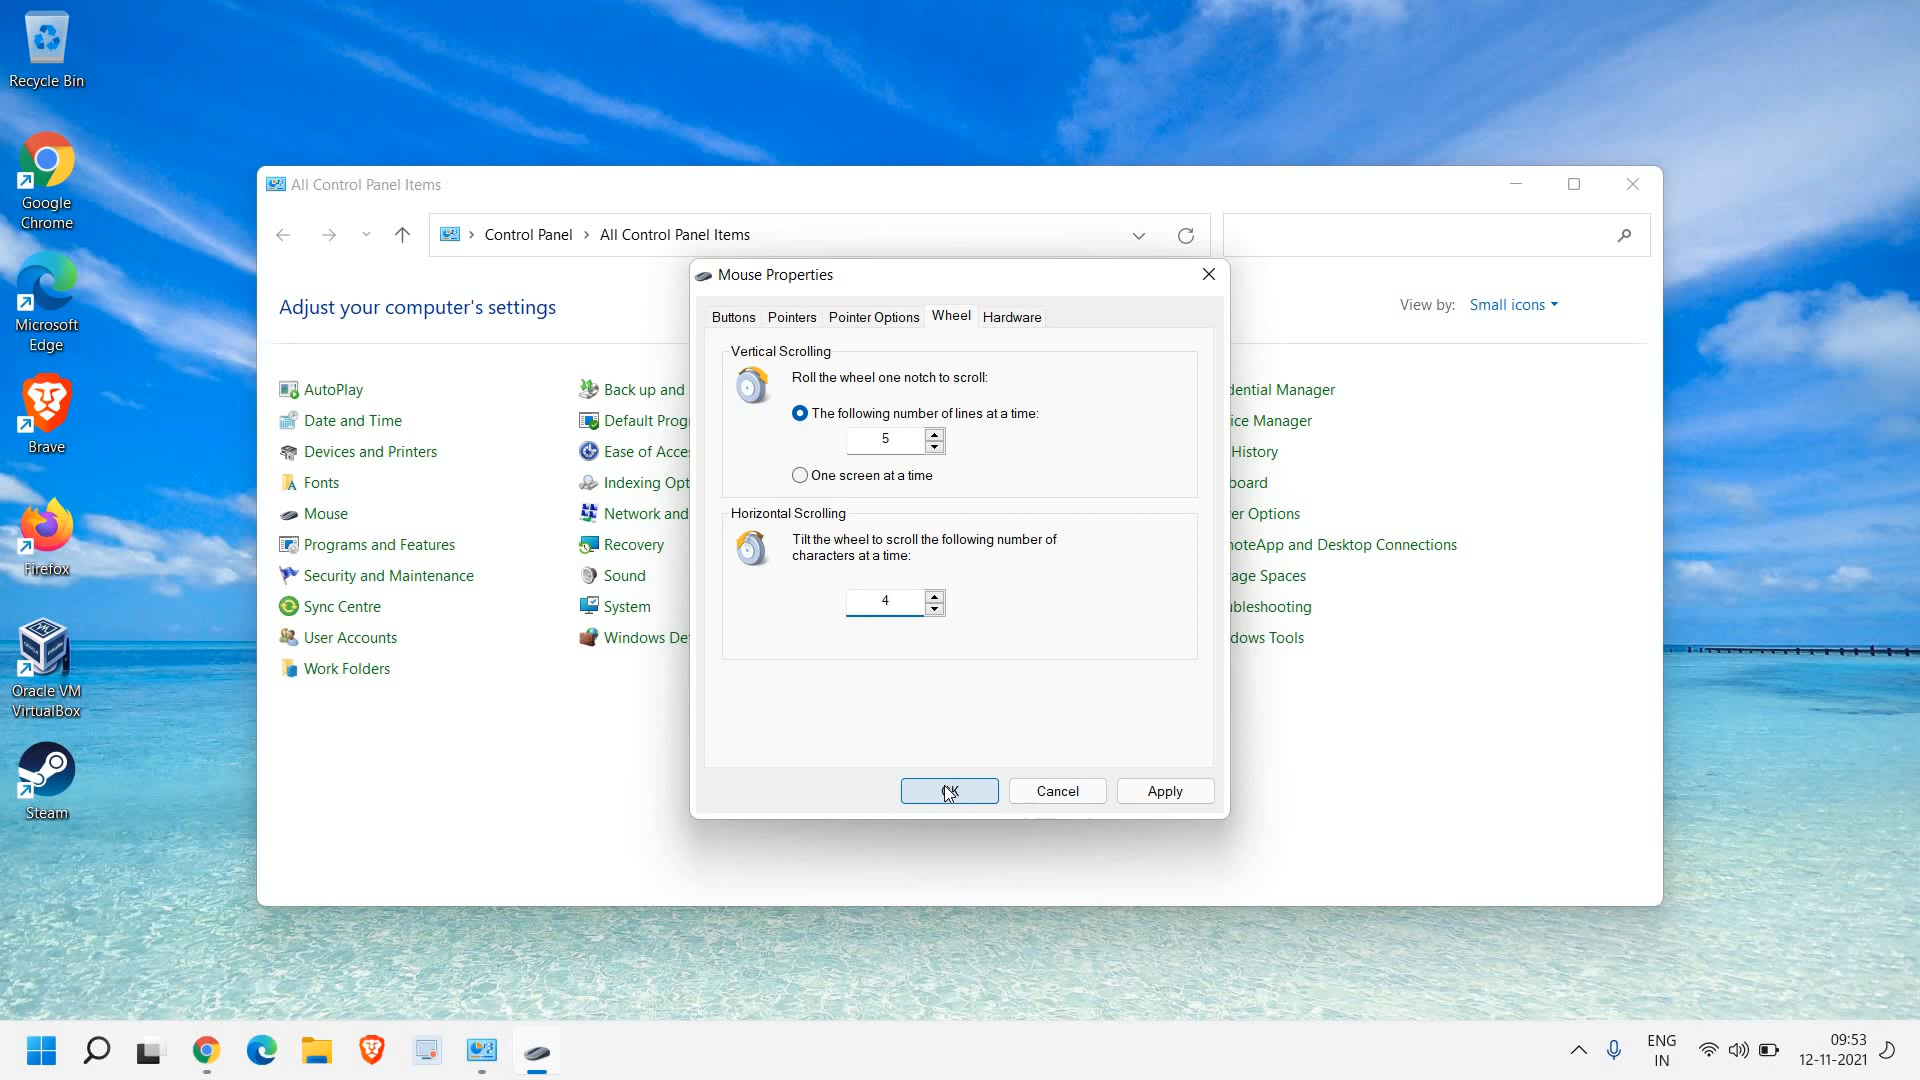 Recycle Bin
Google
Chrome
Microsoft
Edge
Brave
Firefox
Oracle VM
VirtualBox
Steam
All Control Panel Items
Control Panel
All Control Panel Items
Adjust your computer's settings
View by: Small icons
AutoPlay
Date and Time
Devices and Printers
Fonts
Mouse
Programs and Features
Security and Maintenance
Sync Centre
User Accounts
Work Folders
Back up and
Default Prog
Ease of Acce
Indexing Opt
Network and
Recovery
Sound
System
Windows De
dential Manager
ice Manager
History
board
er Options
noteApp and Desktop Connections
age Spaces
ubleshooting
dows Tools
Mouse Properties
Buttons
Pointers
Pointer Options
Wheel
Hardware
Vertical Scrolling
Roll the wheel one notch to scroll:
The following number of lines at a time:
5
One screen at a time
Horizontal Scrolling
Tilt the wheel to scroll the following number of
characters at a time:
4
OK
Cancel
Apply
ENG
IN
09:53
12-11-2021